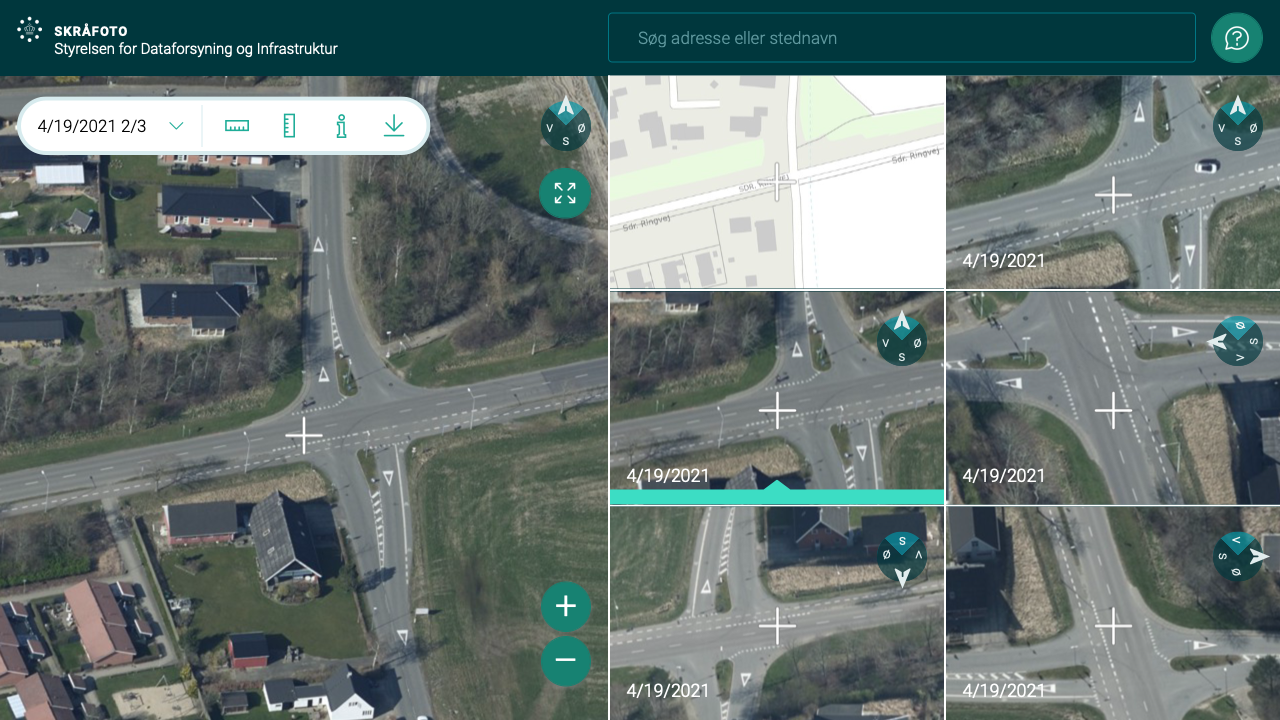 SKRÅFOTO
Styrelsen for Dataforsyning og Infrastruktur
Søg adresse eller stednavn
4/19/2021 2/3
V Ø
S
Sdr. Ringvej
Sdr. Ringvej
V Ø
S
4/19/2021
V Ø
S
4/19/2021
Ø
S
V
4/19/2021
S
Ø V
4/19/2021
V
S
Ø
4/19/2021